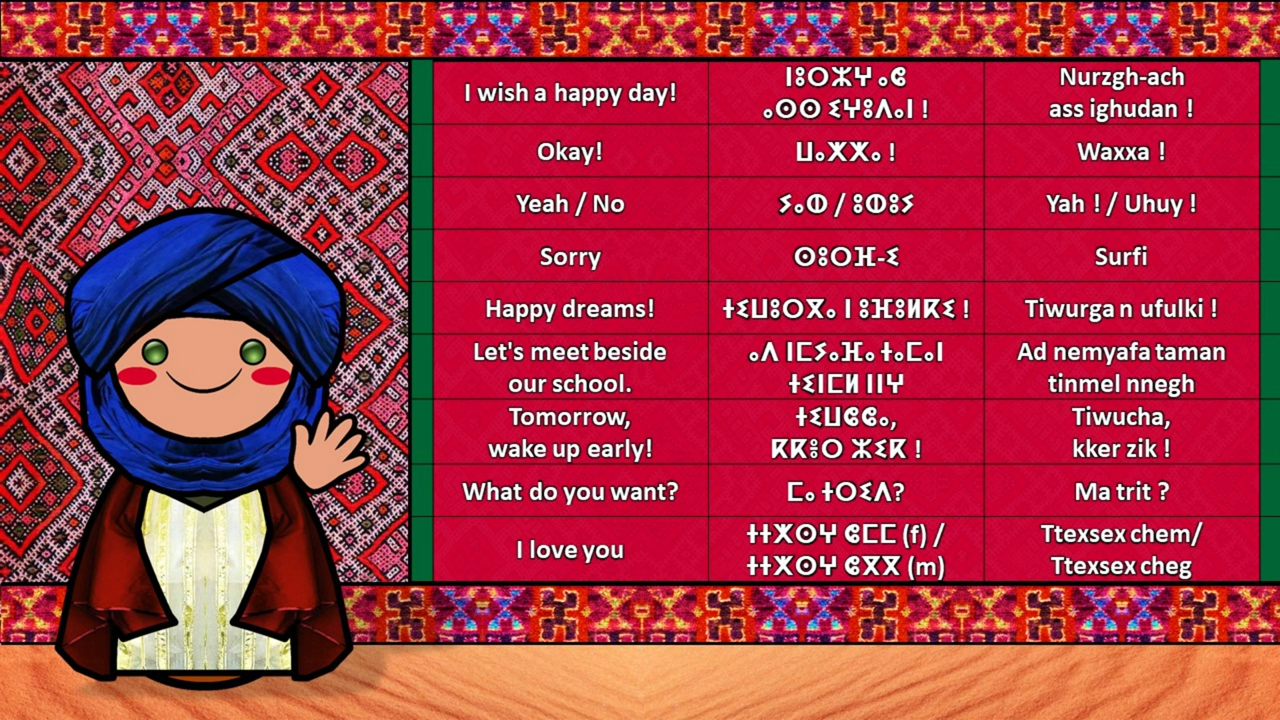 I wish a happy day!
ⵏⵓⵔⵣⵖ ⴰⵛ
ⴰⵙⵙ ⵉⵖⵓⴷⴰⵏ !
Nurzgh-ach
ass ighudan !
Okay!
ⵡⴰⵅⵅⴰ !
Waxxa !
Yeah / No
ⵢⴰⵀ / ⵓⵀⵓⵢ
Yah ! / Uhuy !
Sorry
ⵙⵓⵔⴼ-ⵉ
Surfi
Happy dreams!
ⵜⵉⵡⵓⵔⴳⴰ ⵏ ⵓⴼⵓⵍⴽⵉ !
Tiwurga n ufulki !
Let's meet beside
our school.
ⴰⴷ ⵏⵎⵢⴰⴼⴰ ⵜⴰⵎⴰⵏ
ⵜⵉⵏⵎⵍ ⵏⵏⵖ
Ad nemyafa taman
tinmel nnegh
Tomorrow,
wake up early!
ⵜⵉⵡⵛⵛⴰ,
ⴽⴽⵓⵔ ⵣⵉⴽ !
Tiwucha,
kker zik !
What do you want?
ⵎⴰ ⵜⵔⵉⴷ?
Ma trit ?
I love you
ⵜⵜⵅⵙⵖ ⵛⵎⵎ (f) /
ⵜⵜⵅⵙⵖ ⵛⴳⴳ (m)
Ttexsex chem/
Ttexsex cheg